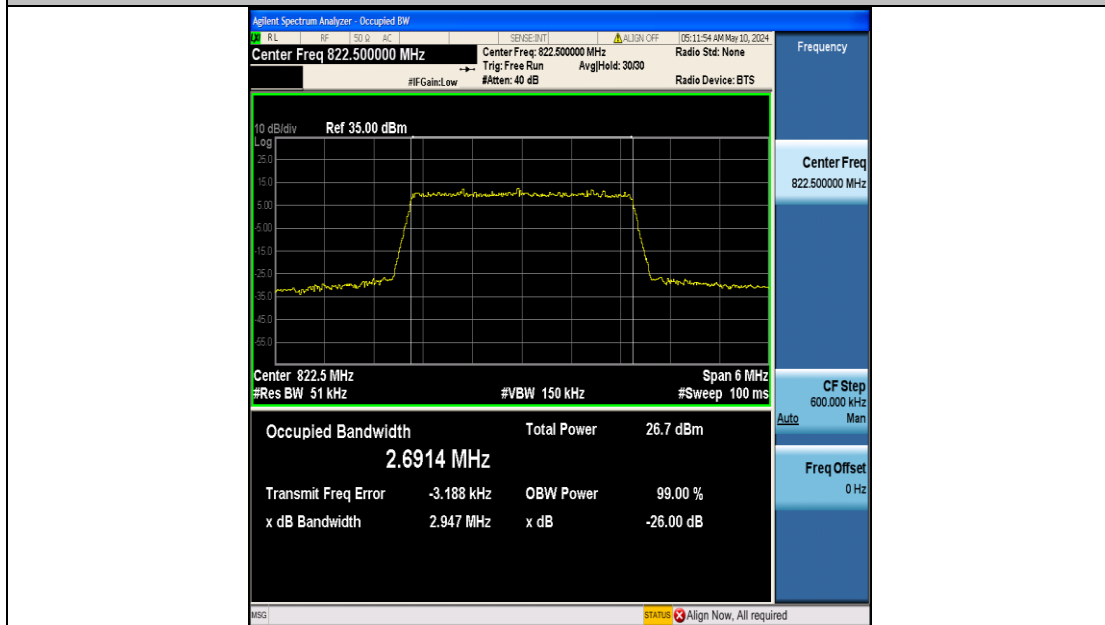 Agilent Spectrum Analyzer - Occupied BW
LXI RL RF 50 Ω AC SENSE:INT ALIGN OFF 05:11:54 AM May 10, 2024
Center Freq 822.500000 MHz
Center Freq: 822.500000 MHz
Radio Std: None
Trig: Free Run Avg|Hold: 30/30
#IFGain:Low
#Atten: 40 dB
Radio Device: BTS
10 dB/div Ref 35.00 dBm
Log
25.0
15.0
5.00
-5.00
-15.0
-25.0
-35.0
-45.0
-55.0
Center 822.5 MHz Span 6 MHz
#Res BW 51 kHz #VBW 150 kHz #Sweep 100 ms
Occupied Bandwidth Total Power 26.7 dBm
2.6914 MHz
Transmit Freq Error -3.188 kHz OBW Power 99.00 %
x dB Bandwidth 2.947 MHz x dB -26.00 dB
Frequency
Center Freq
822.500000 MHz
CF Step
600.000 kHz
Auto Man
Freq Offset
0 Hz
MSG STATUS Align Now, All required